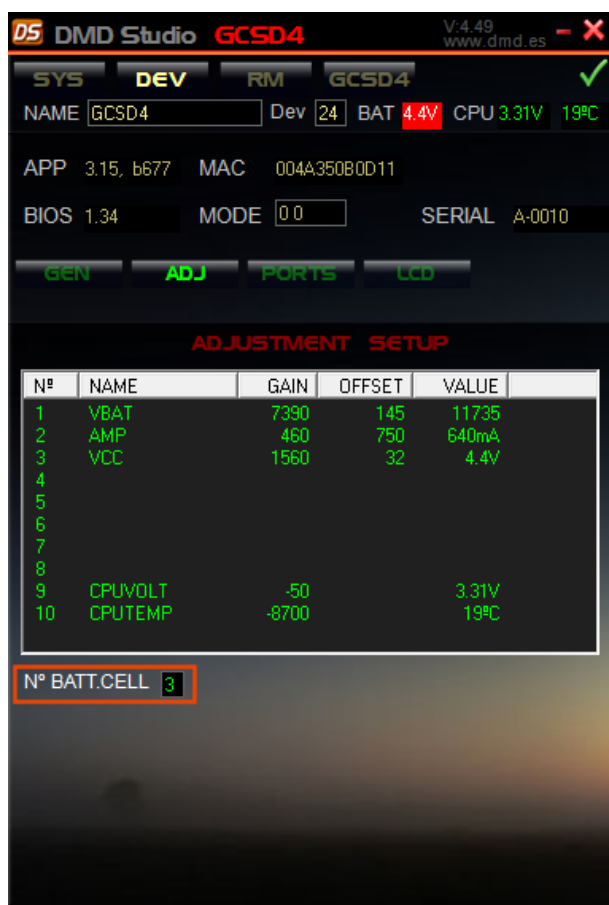 DS DMD Studio GCSD4 V:4.49
www.dmd.es
SYS DEV RM GCSD4
NAME GCSD4 Dev 24 BAT 4.4V CPU 3.31V 19ºC
APP 3.15, b677 MAC 004A350B0D11
BIOS 1.34 MODE 0 0 SERIAL A-0010
GEN ADJ PORTS LCD
ADJUSTMENT SETUP
Nº NAME GAIN OFFSET VALUE
1 VBAT 7390 145 11735
2 AMP 460 750 640mA
3 VCC 1560 32 4.4V
4
5
6
7
8
9 CPUVOLT -50 3.31V
10 CPUTEMP -8700 19ºC
Nº BATT.CELL 3